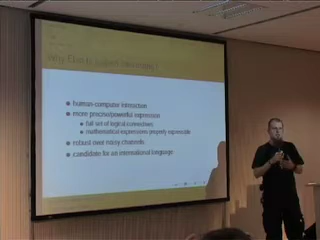 human-computer interaction
more precise/powerful expression
full set of logical connectives
mathematical expressions properly expressible
robust over noisy channels
candidate for an international language